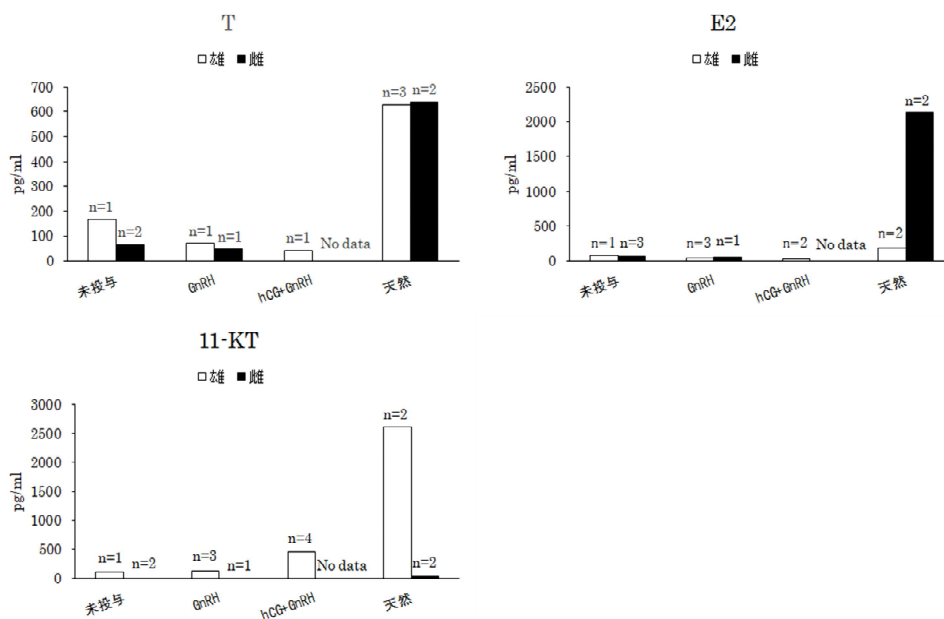 T
□雄 ■雌
pg/ml
700
600
500
400
300
200
100
0
n=1
n=2
n=1
n=1
n=1
No data
n=3
n=2
未投与
GnRH
hCG+GnRH
天然
E2
□雄 ■雌
pg/ml
2500
2000
1500
1000
500
0
n=1
n=3
n=3
n=1
n=2
No data
n=2
n=2
未投与
GnRH
hCG+GnRH
天然
11-KT
□雄 ■雌
pg/ml
3000
2500
2000
1500
1000
500
0
n=1
n=2
n=3
n=1
n=4
No data
n=2
n=2
未投与
GnRH
hCG+GnRH
天然